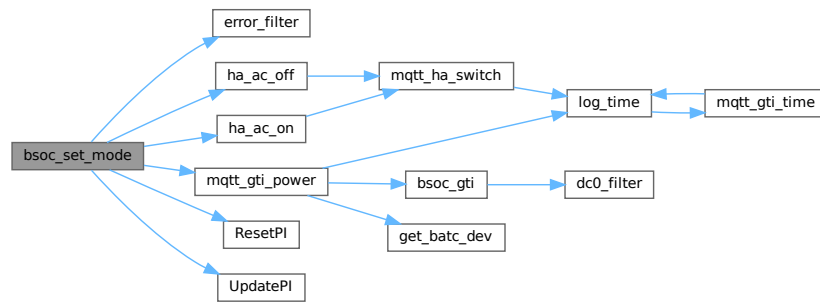 error_filter
ha_ac_off
mqtt_ha_switch
log_time
mqtt_gti_time
ha_ac_on
bsoc_set_mode
mqtt_gti_power
bsoc_gti
dc0_filter
ResetPI
get_batc_dev
UpdatePI